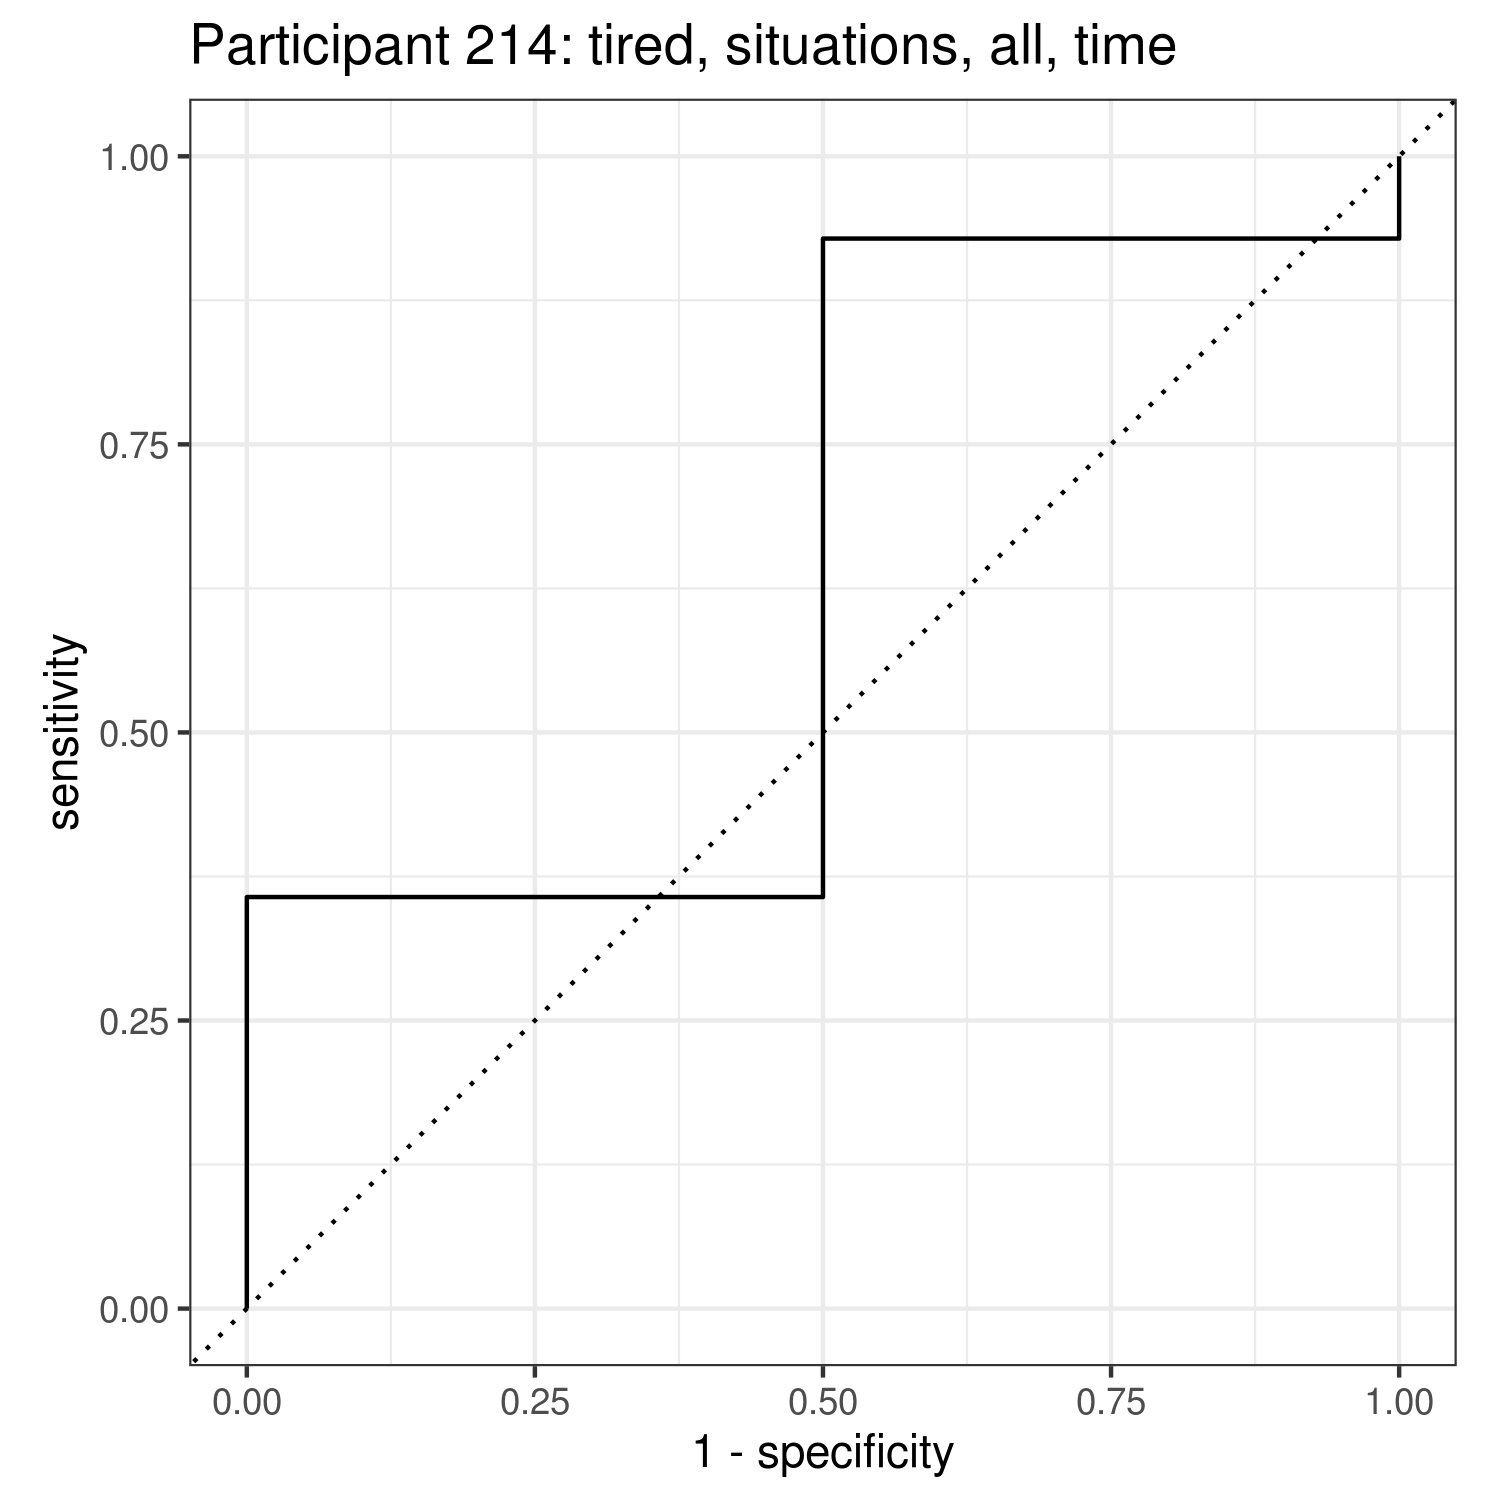 Participant 214: tired, situations, all, time
1.00
0.75
0.50
0.25
0.00
sensitivity
0.00 0.25 0.50 0.75 1.00
1 - specificity